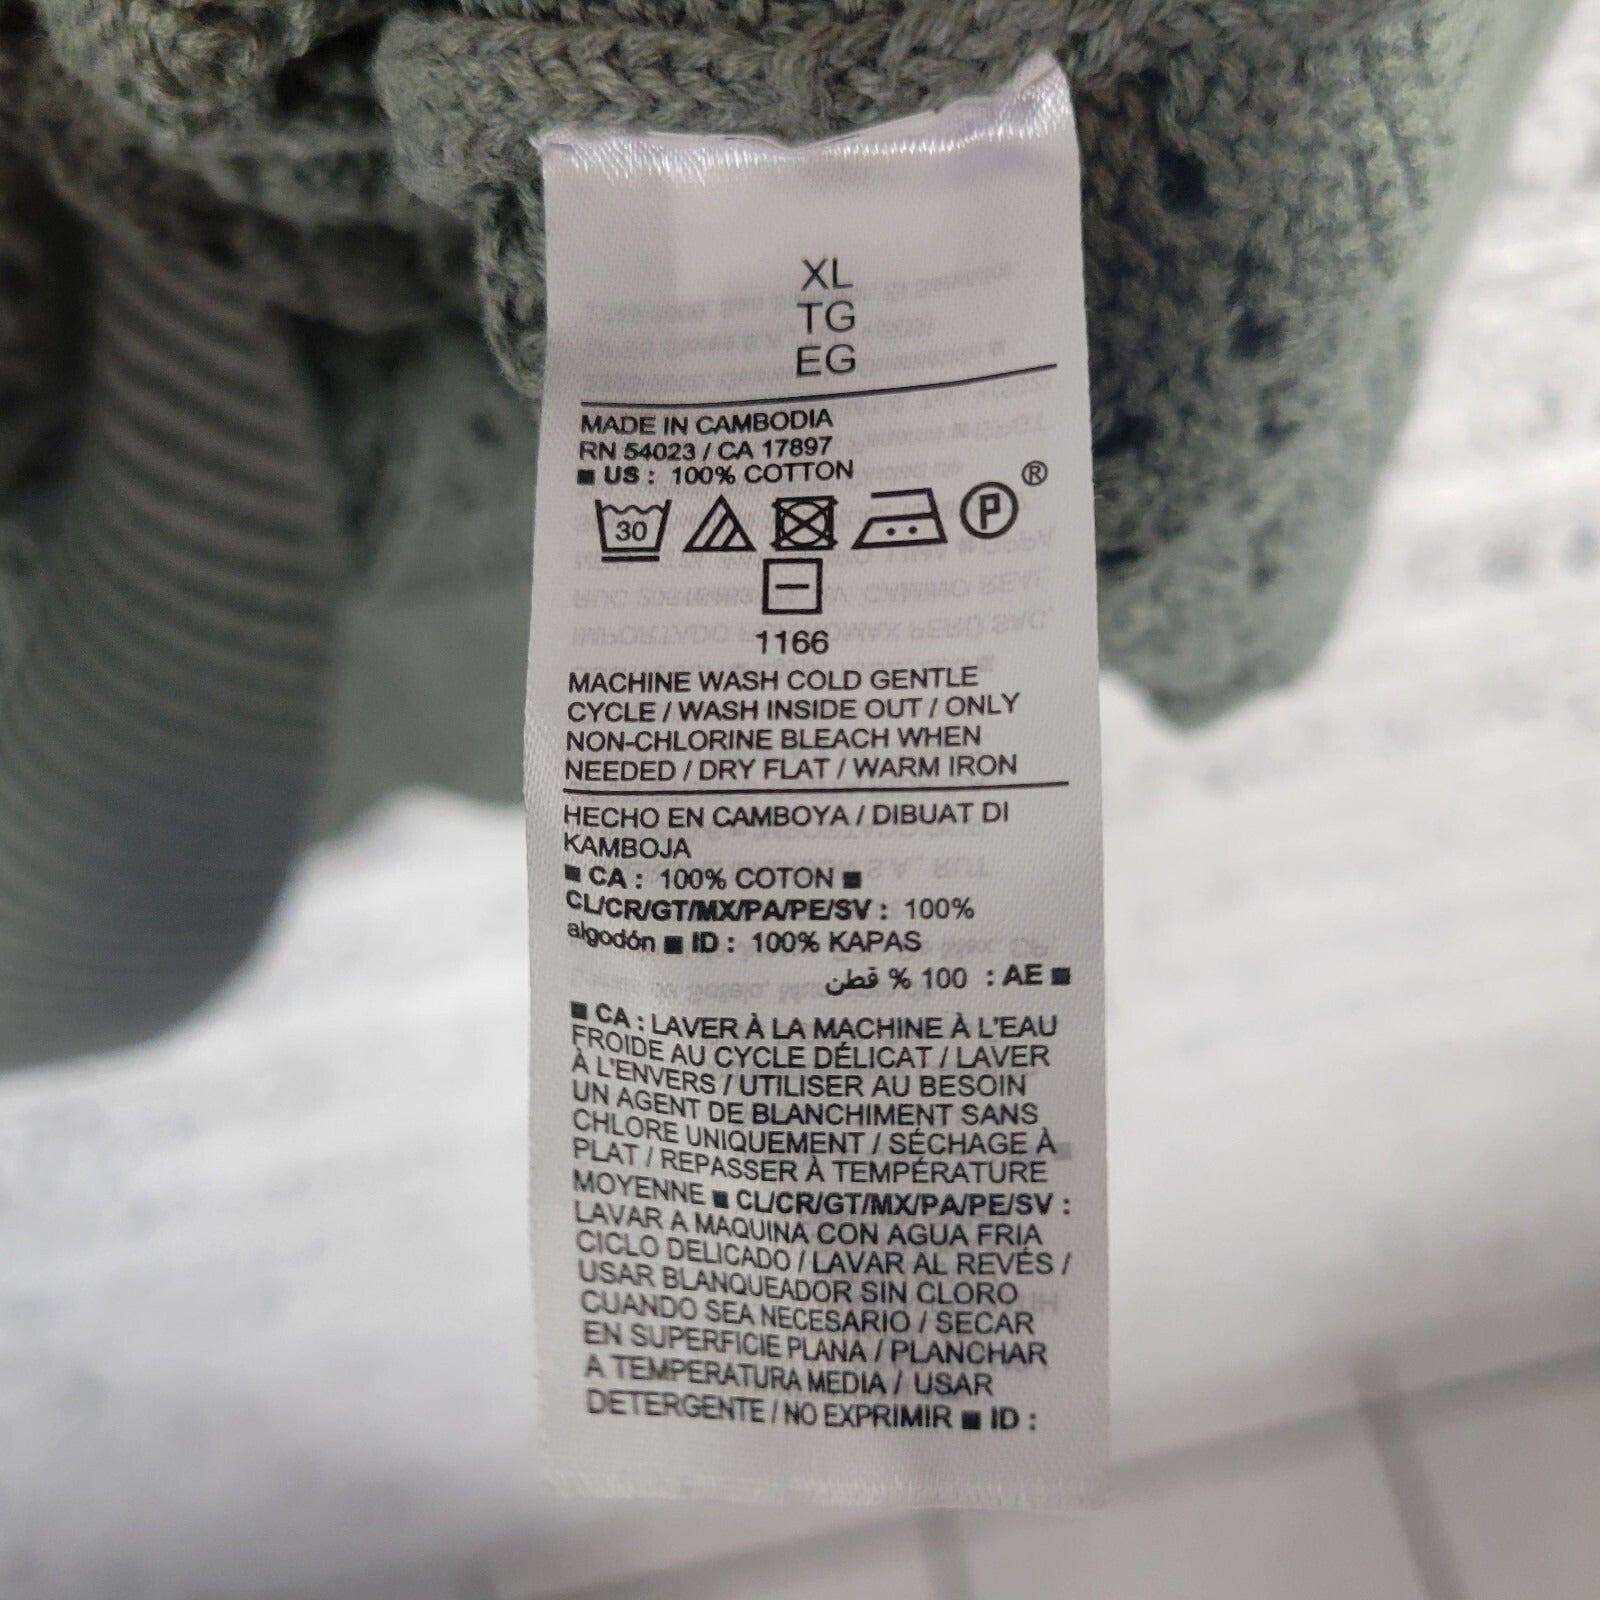 XL
TG
EG
MADE IN CAMBODIA
RN 54023 / CA 17897
■ US : 100% COTTON
30 P ®
1166
MACHINE WASH COLD GENTLE
CYCLE / WASH INSIDE OUT / ONLY
NON-CHLORINE BLEACH WHEN
NEEDED / DRY FLAT / WARM IRON
HECHO EN CAMBOYA / DIBUAT DI
KAMBOJA
■ CA : 100% COTON ■
CL/CR/GT/MX/PA/PE/SV : 100%
algodón ■ ID : 100% KAPAS
■ AE : 100 % قطن
■ CA : LAVER À LA MACHINE À L'EAU
FROIDE AU CYCLE DÉLICAT / LAVER
À L'ENVERS / UTILISER AU BESOIN
UN AGENT DE BLANCHIMENT SANS
CHLORE UNIQUEMENT / SÉCHAGE À
PLAT / REPASSER À TEMPÉRATURE
MOYENNE ■ CL/CR/GT/MX/PA/PE/SV :
LAVAR A MAQUINA CON AGUA FRIA
CICLO DELICADO / LAVAR AL REVÉS /
USAR BLANQUEADOR SIN CLORO
CUANDO SEA NECESARIO / SECAR
EN SUPERFICIE PLANA / PLANCHAR
A TEMPERATURA MEDIA / USAR
DETERGENTE / NO EXPRIMIR ■ ID :